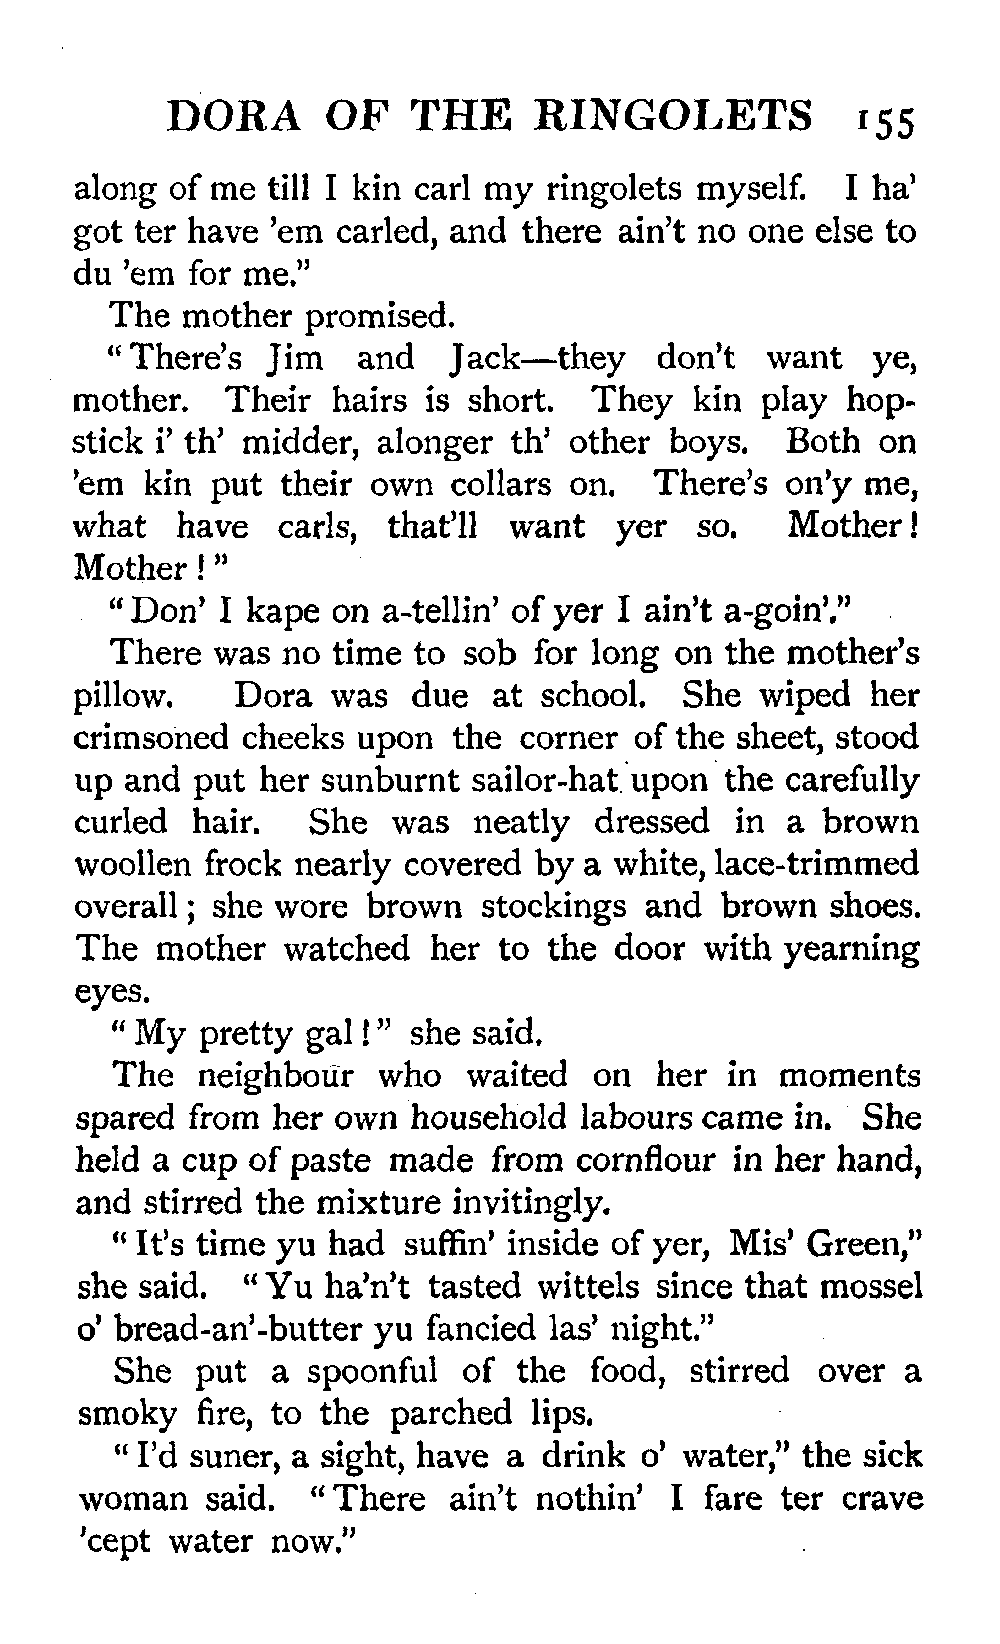 DORA OF THE RINGOLETS 155
along of me till I kin carl my ringolets myself. I ha'
got ter have 'em carled, and there ain't no one else to
du 'em for me."
The mother promised.
"There's Jim and Jack—they don't want ye,
mother. Their hairs is short. They kin play hop-
stick i' th' midder, alonger th' other boys. Both on
'em kin put their own collars on. There's on'y me,
what have carls, that'll want yer so. Mother!
Mother!"
"Don' I kape on a-tellin' of yer I ain't a-goin'."
There was no time to sob for long on the mother's
pillow. Dora was due at school. She wiped her
crimsoned cheeks upon the corner of the sheet, stood
up and put her sunburnt sailor-hat upon the carefully
curled hair. She was neatly dressed in a brown
woollen frock nearly covered by a white, lace-trimmed
overall; she wore brown stockings and brown shoes.
The mother watched her to the door with yearning
eyes.
"My pretty gal!" she said.
The neighbour who waited on her in moments
spared from her own household labours came in. She
held a cup of paste made from cornflour in her hand,
and stirred the mixture invitingly.
"It's time yu had suffin' inside of yer, Mis' Green,"
she said. "Yu ha'n't tasted wittels since that mossel
o' bread-an'-butter yu fancied las' night."
She put a spoonful of the food, stirred over a
smoky fire, to the parched lips.
"I'd suner, a sight, have a drink o' water," the sick
woman said. "There ain't nothin' I fare ter crave
'cept water now."